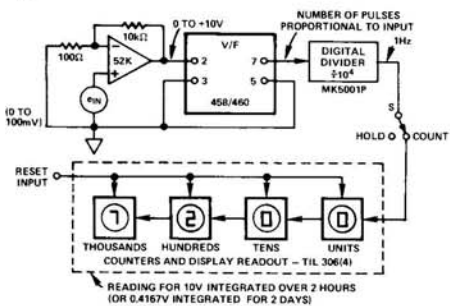 10kΩ
0 TO
+10V
NUMBER OF PULSES
PROPORTIONAL TO INPUT
100Ω
52K
−
+
V/F
2
3
7
5
458/460
DIGITAL
DIVIDER
÷10⁴
MK5001P
1Hz
eIN
(0 TO
100mV)
S
HOLD
COUNT
RESET
INPUT
7
2
0
0
THOUSANDS
HUNDREDS
TENS
UNITS
COUNTERS AND DISPLAY READOUT – TIL 306(4)
READING FOR 10V INTEGRATED OVER 2 HOURS
(OR 0.4167V INTEGRATED FOR 2 DAYS)